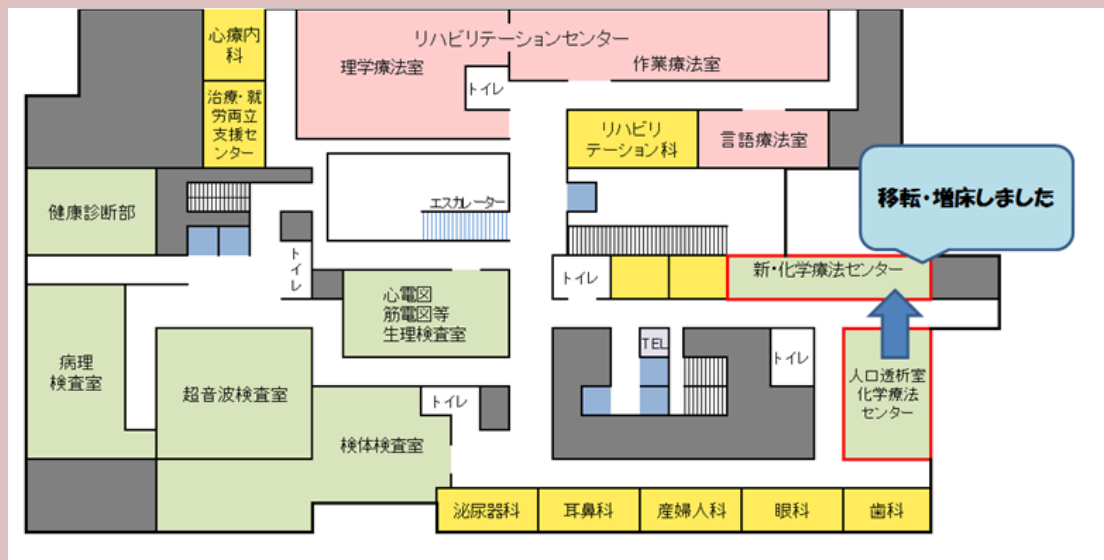 心療内
科
治療・就
労両立
支援セ
ンター
リハビリテーションセンター
理学療法室
作業療法室
トイレ
リハビリ
テーション科
言語療法室
移転・増床しました
健康診断部
エスカレーター
トイレ
トイレ
新・化学療法センター
心電図
筋電図等
生理検査室
TEL
トイレ
病理
検査室
超音波検査室
トイレ
検体検査室
人口透析室
化学療法
センター
泌尿器科
耳鼻科
産婦人科
眼科
歯科